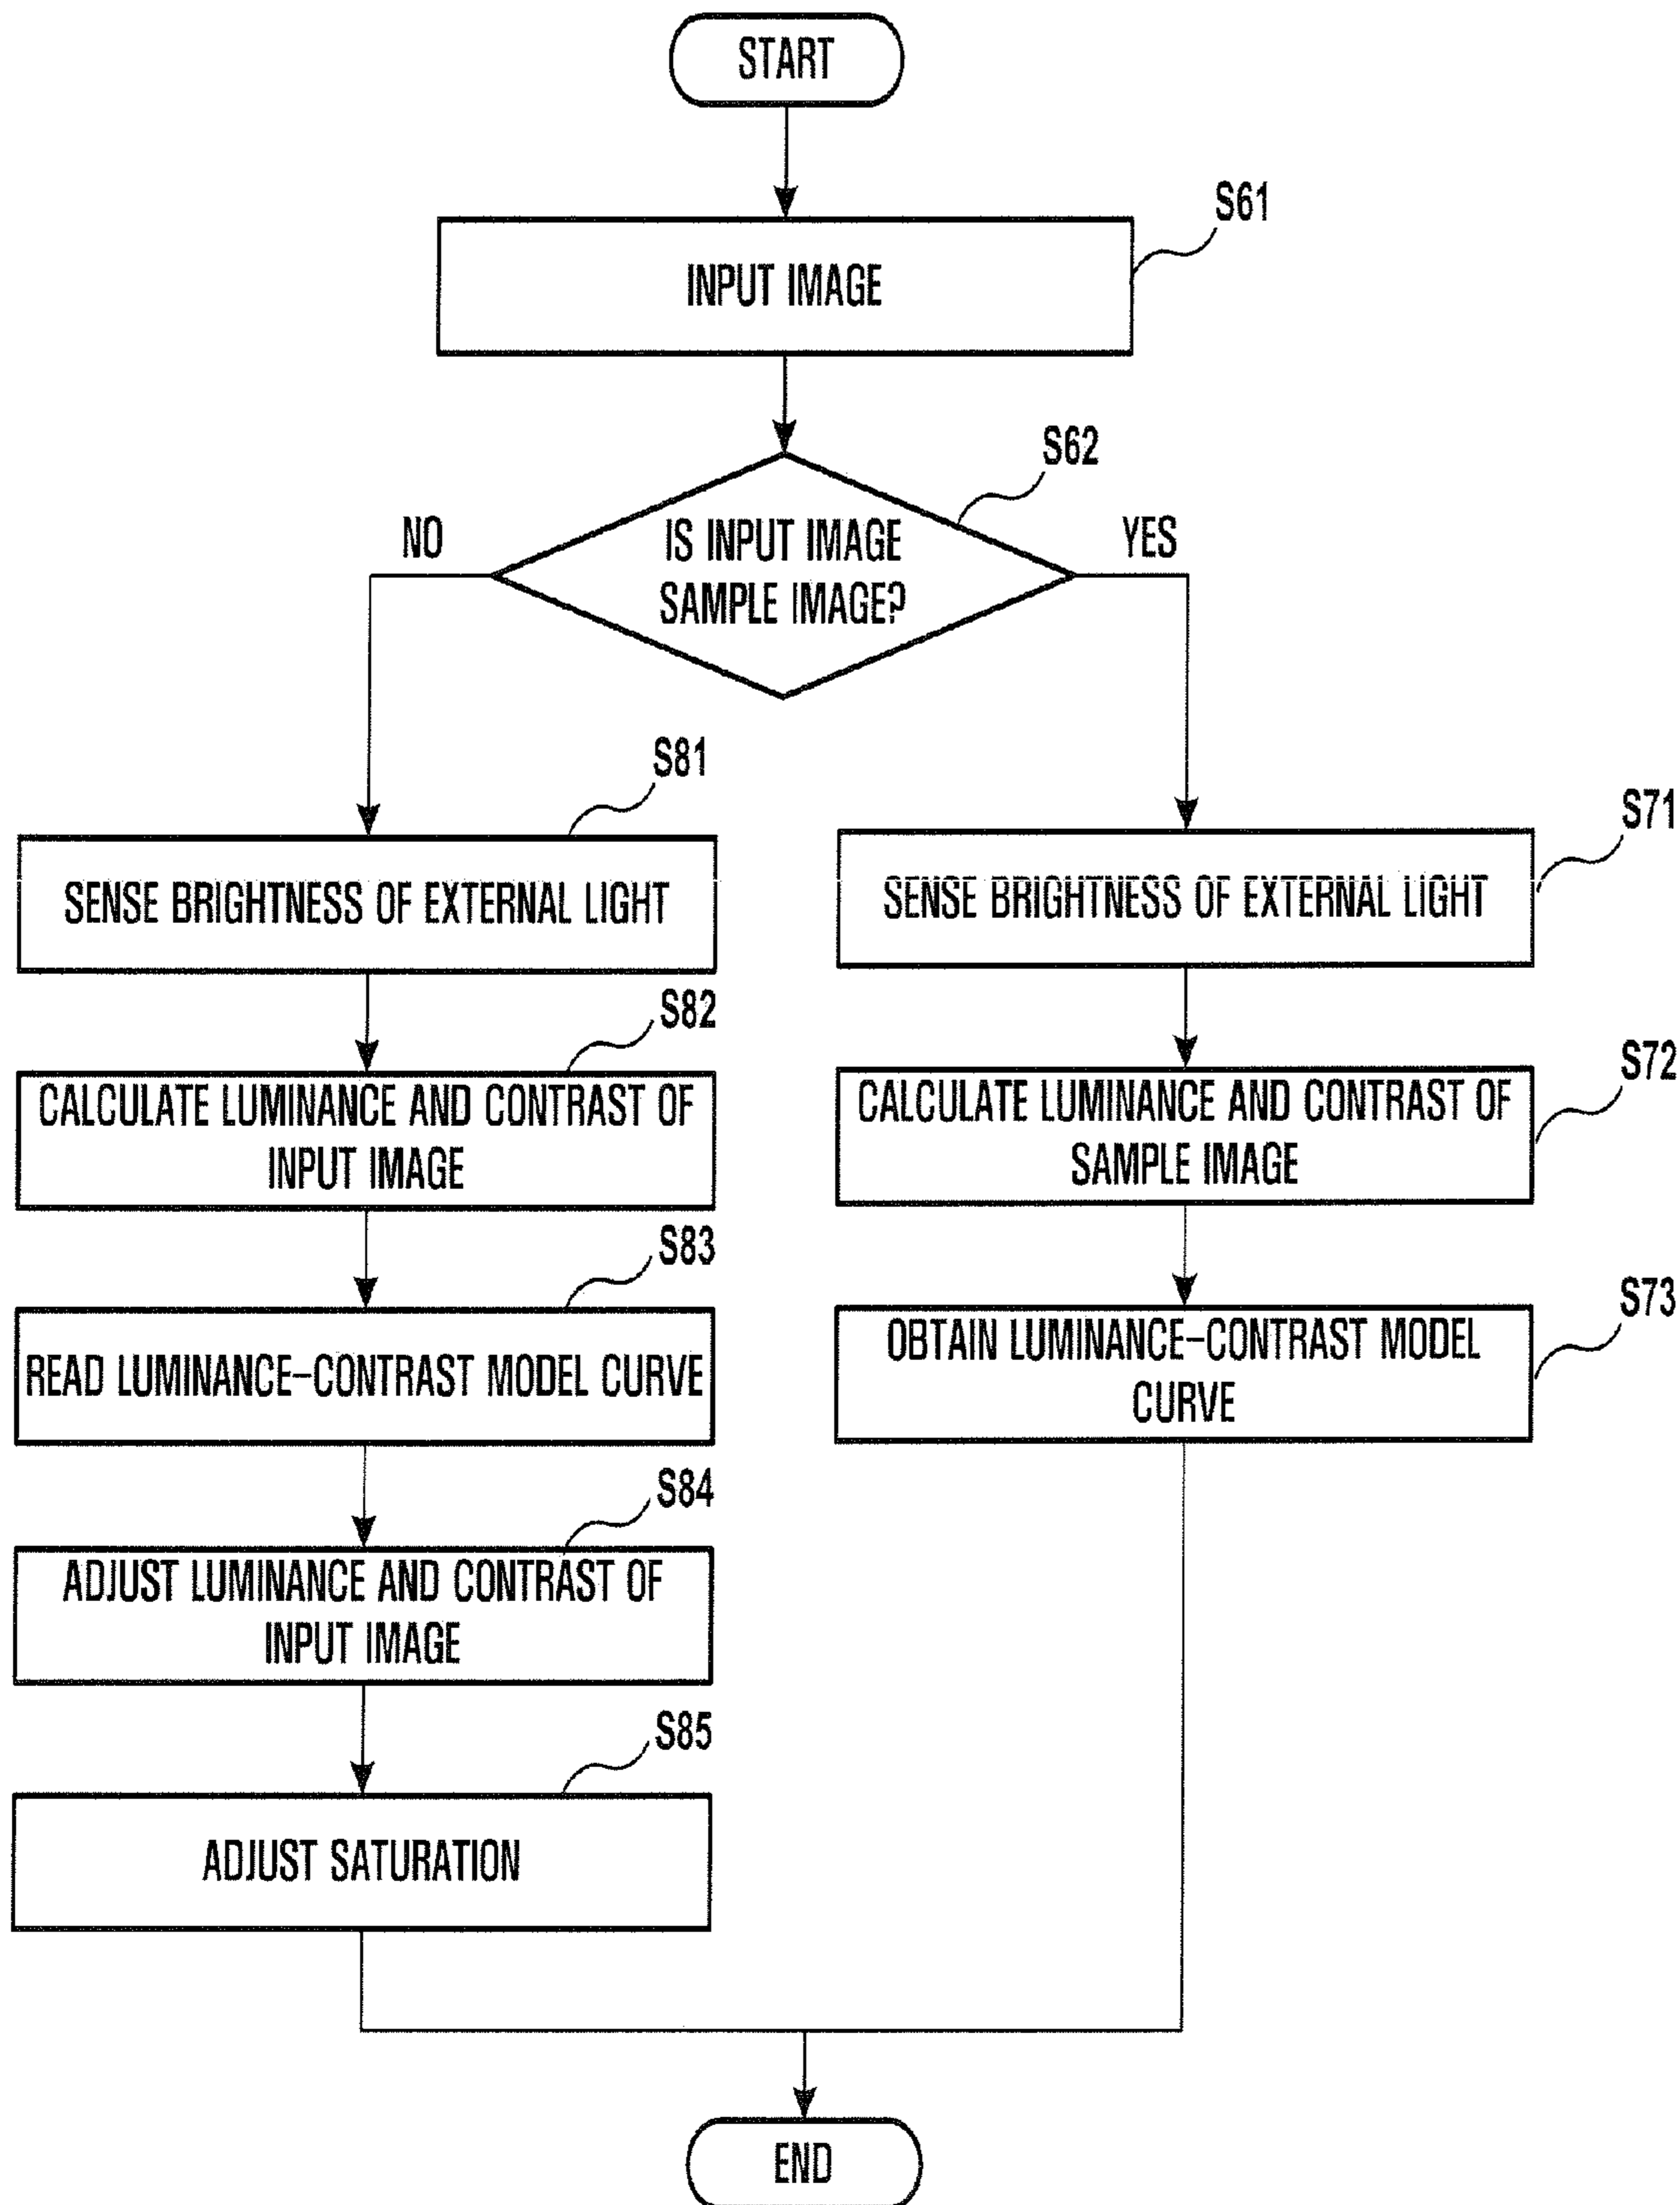 START
S61
INPUT IMAGE
S62
NO
IS INPUT IMAGE
SAMPLE IMAGE?
YES
S81
SENSE BRIGHTNESS OF EXTERNAL LIGHT
S82
CALCULATE LUMINANCE AND CONTRAST OF
INPUT IMAGE
S83
READ LUMINANCE-CONTRAST MODEL CURVE
S84
ADJUST LUMINANCE AND CONTRAST OF
INPUT IMAGE
S85
ADJUST SATURATION
S71
SENSE BRIGHTNESS OF EXTERNAL LIGHT
S72
CALCULATE LUMINANCE AND CONTRAST OF
SAMPLE IMAGE
S73
OBTAIN LUMINANCE-CONTRAST MODEL
CURVE
END